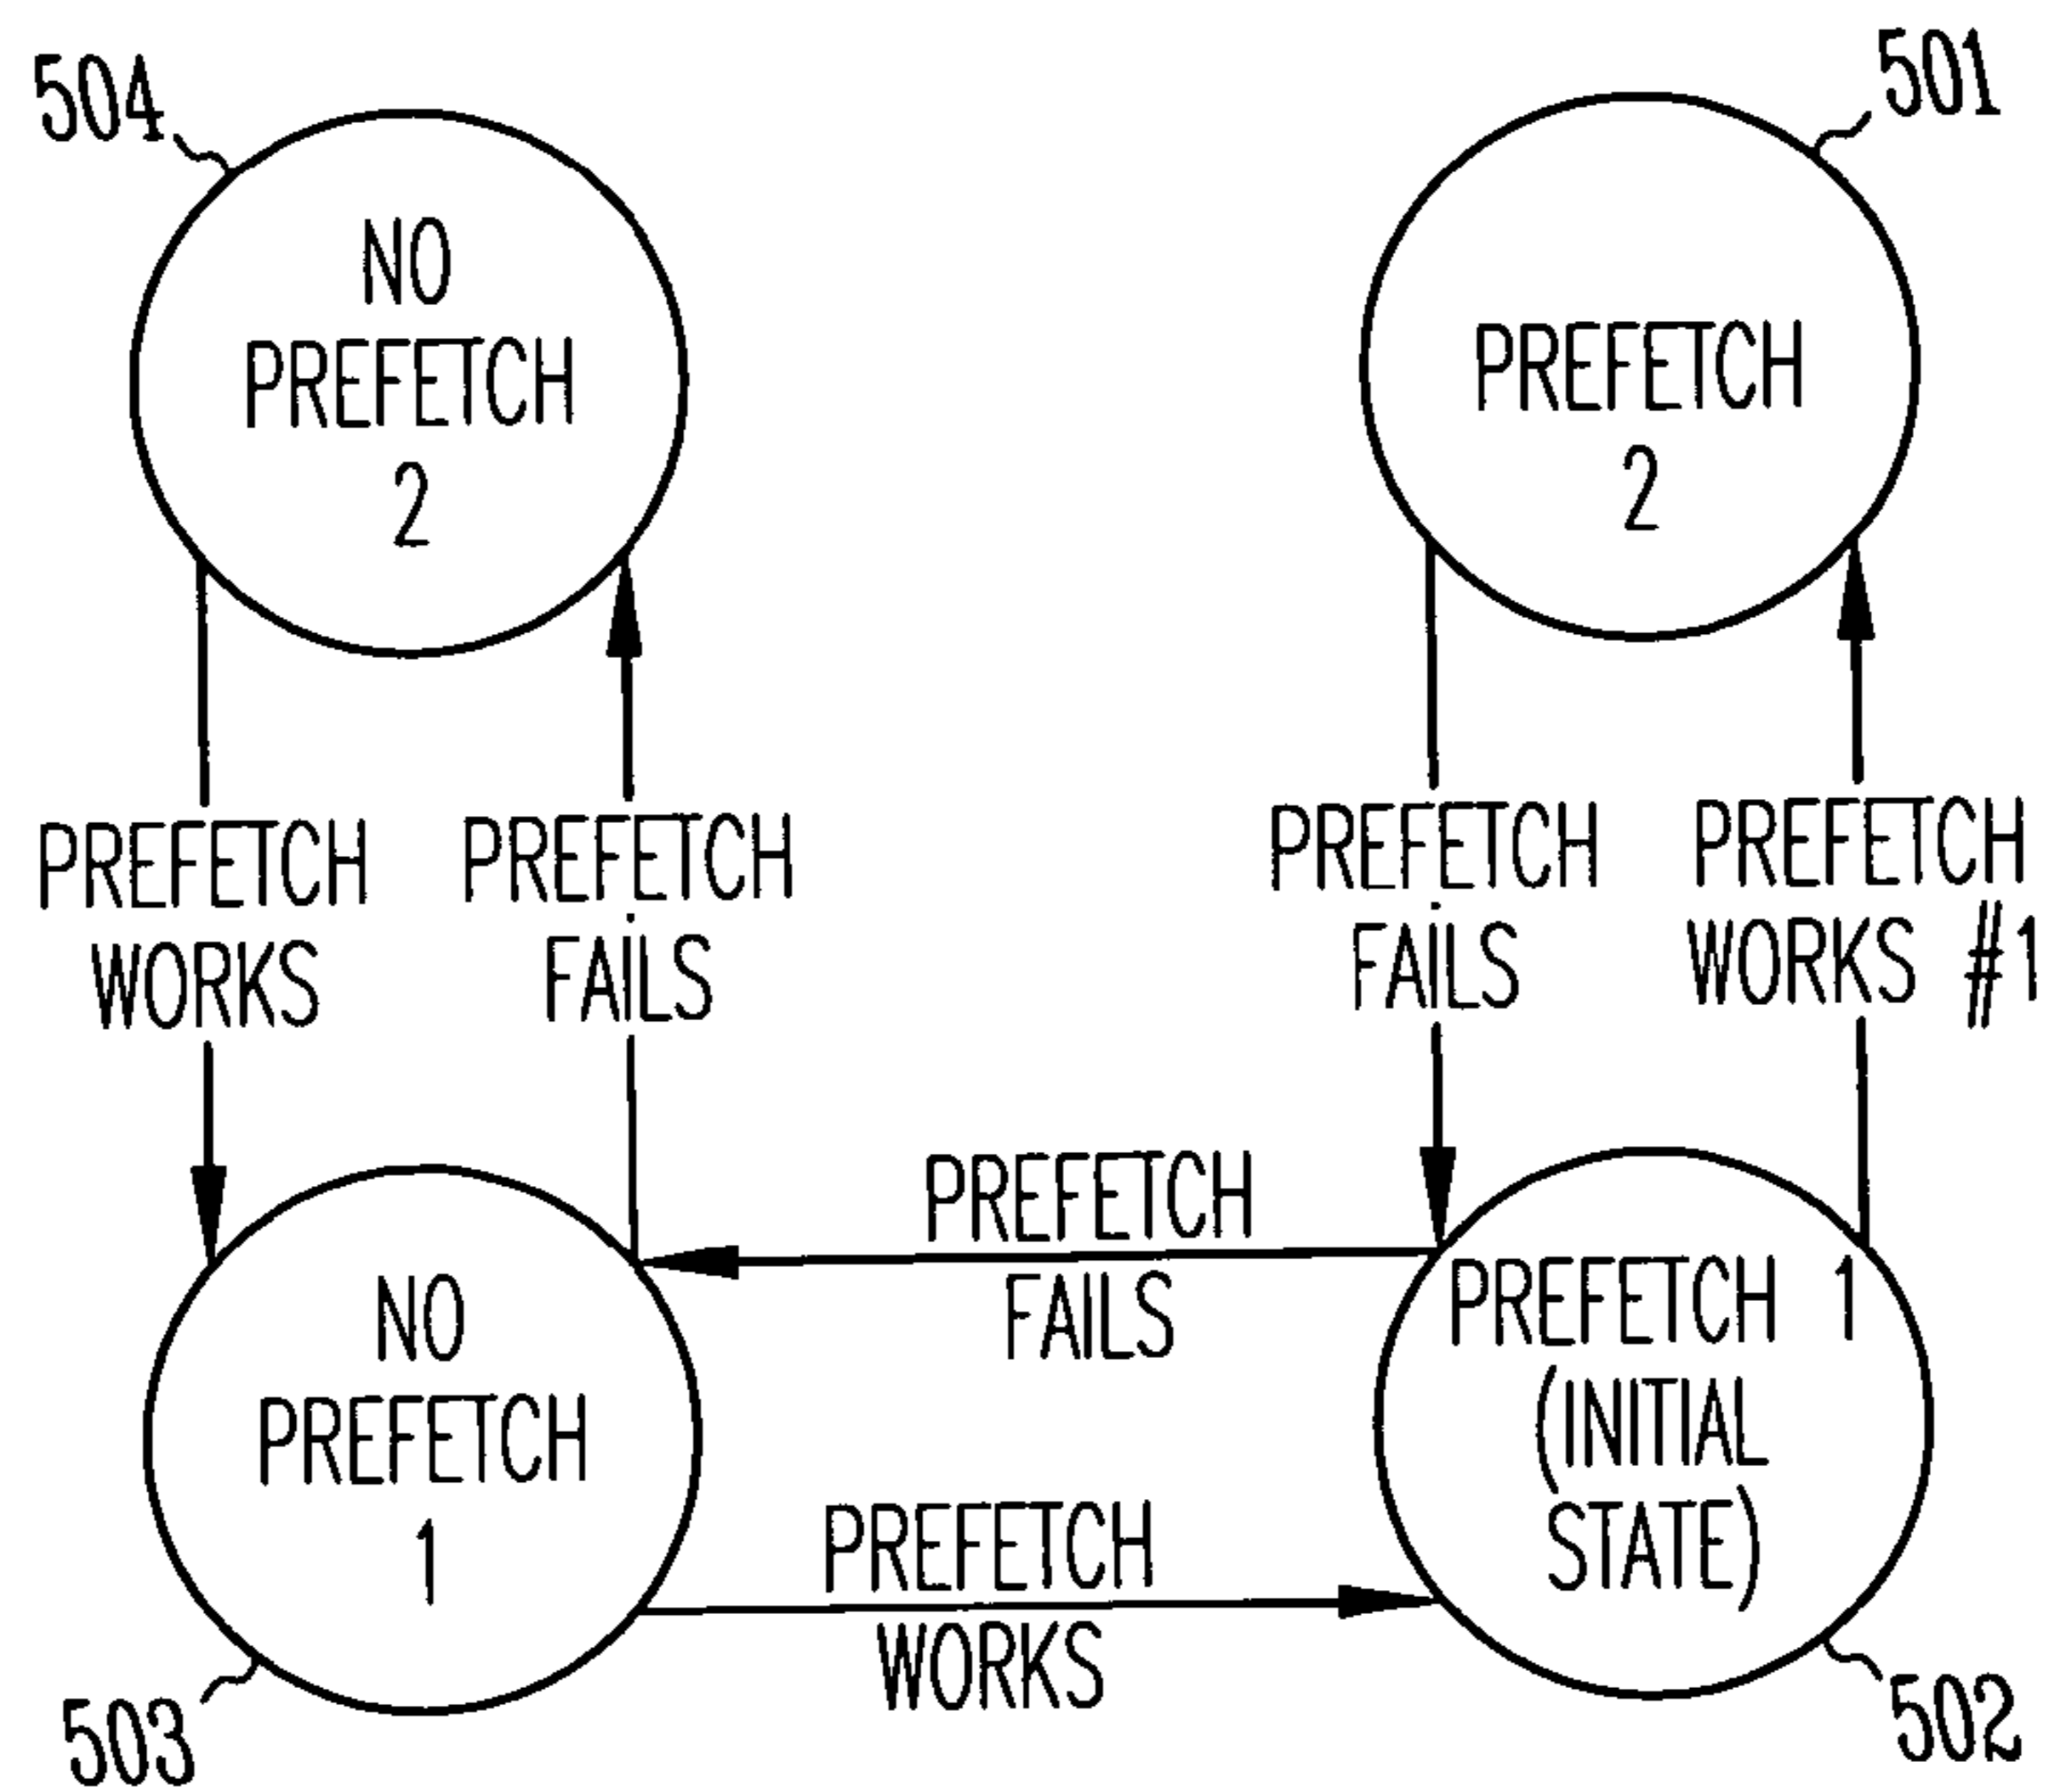 504
501
NO
PREFETCH
2
PREFETCH
2
PREFETCH
WORKS
PREFETCH
FAILS
PREFETCH
FAILS
PREFETCH
WORKS #1
PREFETCH
FAILS
NO
PREFETCH
1
PREFETCH 1
(INITIAL
STATE)
PREFETCH
WORKS
503
502